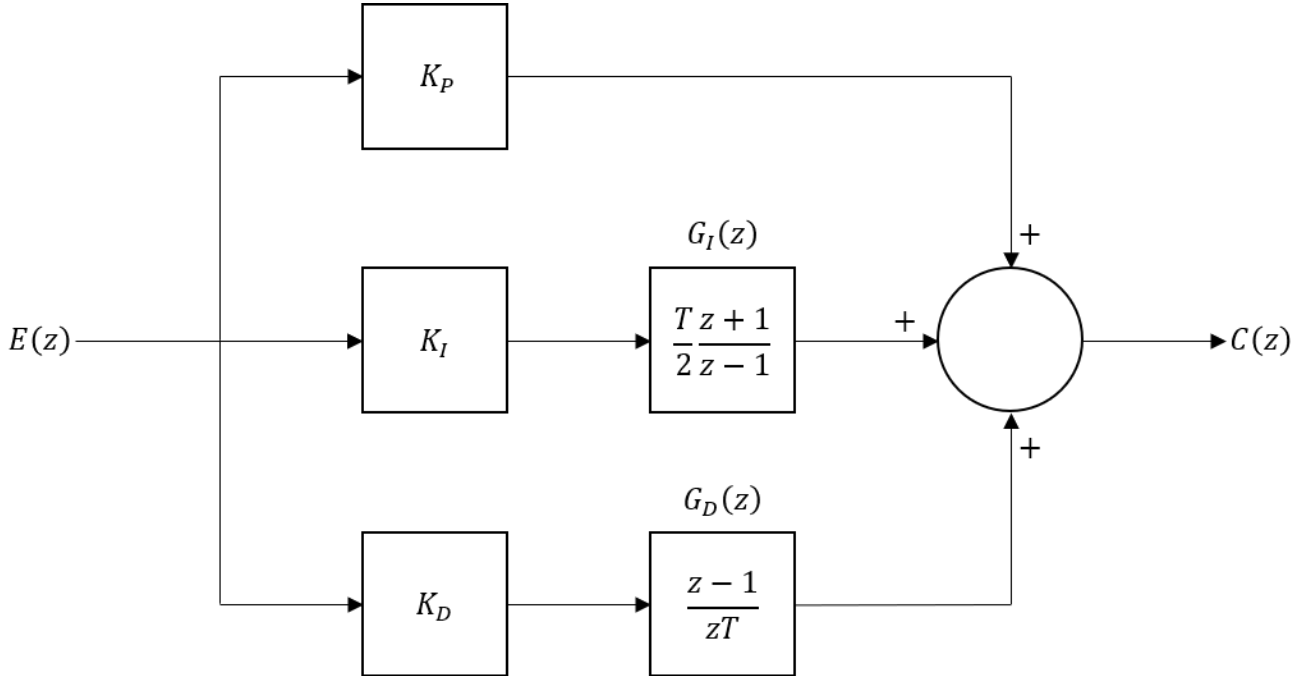 K_P
+
G_I(z)
E(z)
K_I
T/2 z + 1/z − 1
+
C(z)
+
G_D(z)
K_D
z − 1/zT